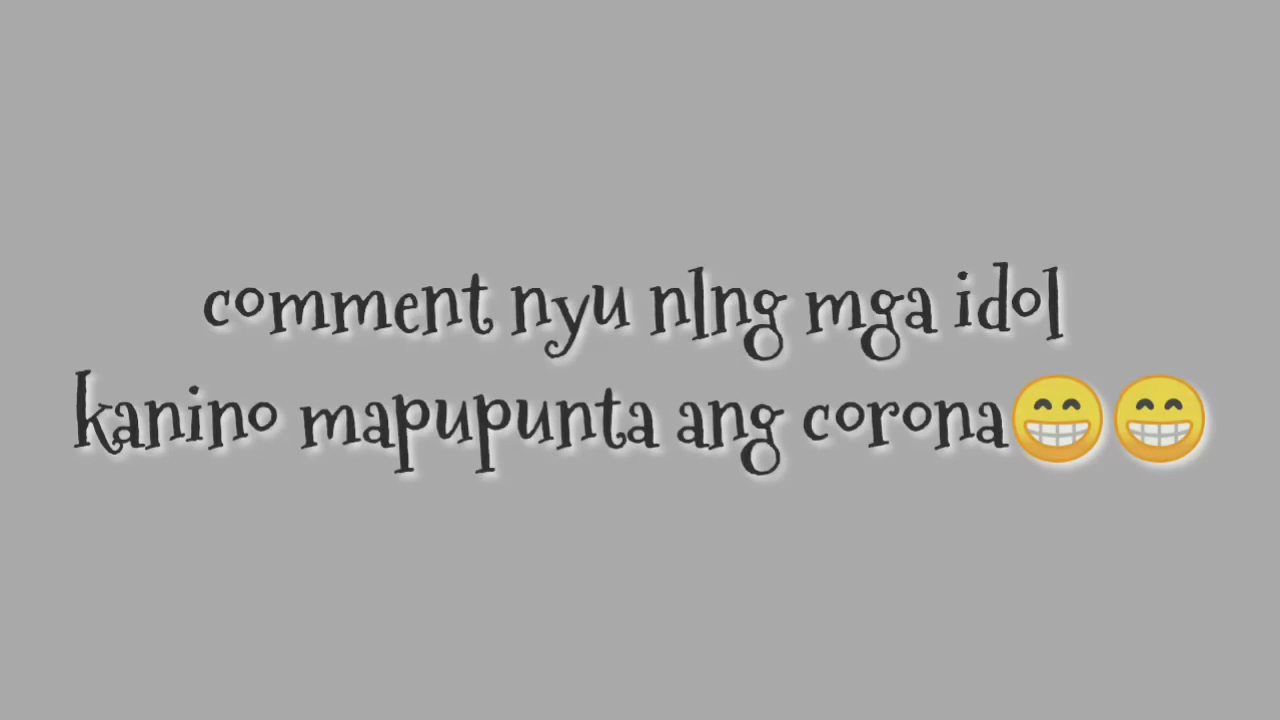 comment nyu nlng mga idol
kanino mapupunta ang corona😁😁